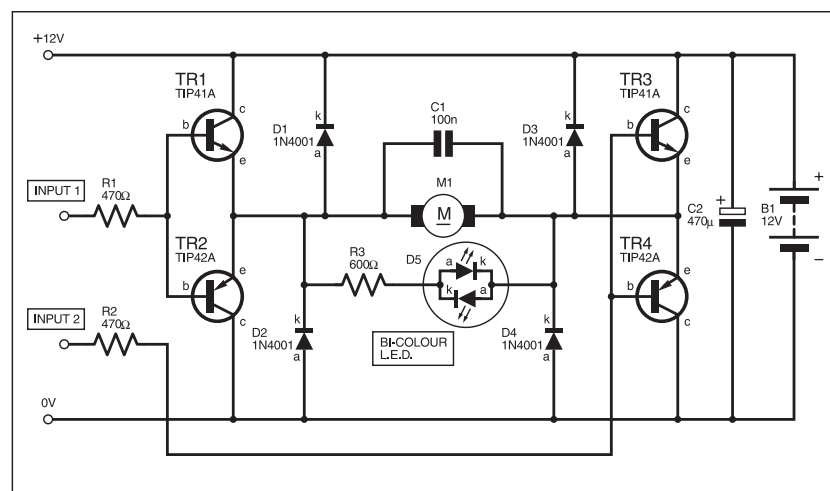 +12V
TR1
TIP41A
c
b
e
D1
1N4001
k
a
C1
100n
D3
1N4001
k
a
TR3
TIP41A
c
b
e
INPUT 1
R1
470Ω
M1
M
C2
470μ
+
B1
12V
+
−
TR2
TIP42A
e
b
c
R3
600Ω
D5
a
k
k
a
TR4
TIP42A
e
b
c
INPUT 2
R2
470Ω
D2
1N4001
k
a
BI-COLOUR
L.E.D.
D4
1N4001
k
a
0V